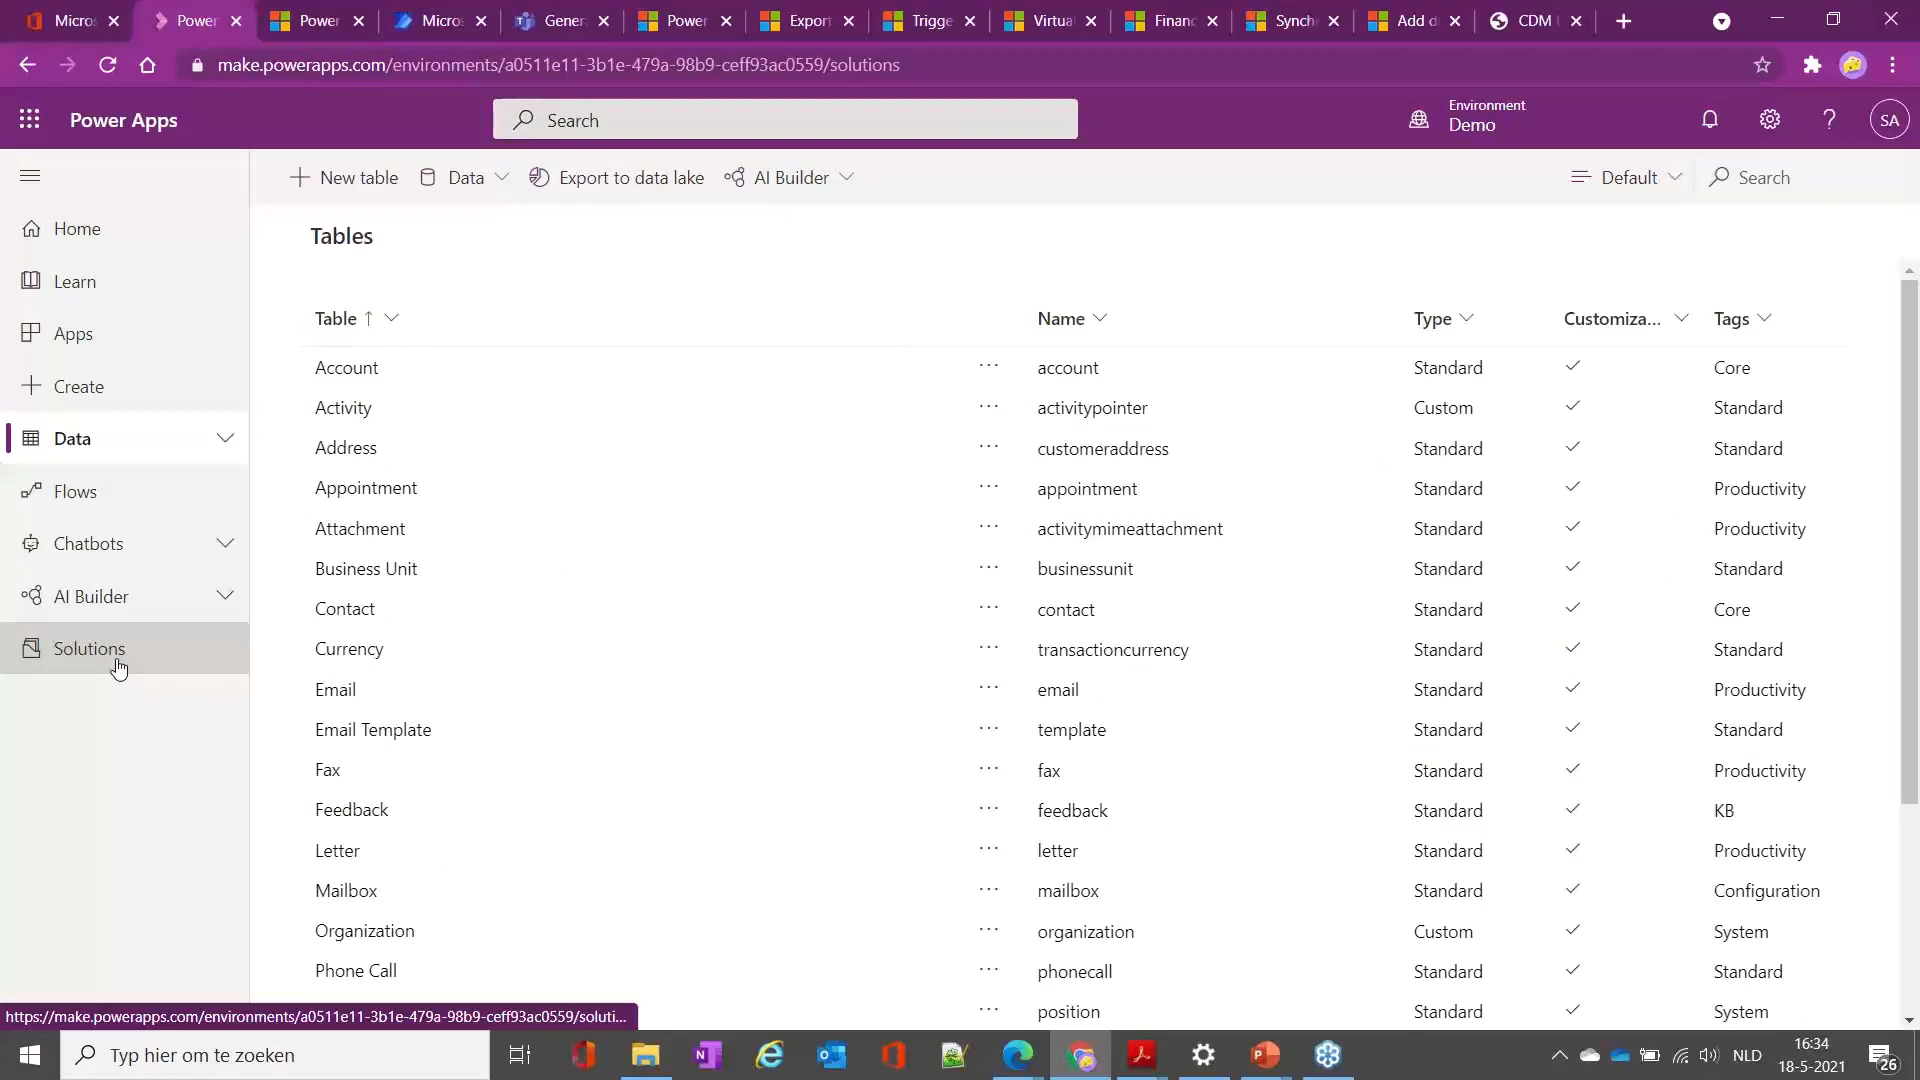 Micros
Power
Power
Micros
Gener
Power
Export
Trigge
Virtua
Financ
Synch
Add d
CDM
make.powerapps.com/environments/a0511e11-3b1e-479a-98b9-ceff93ac0559/solutions
Power Apps
Search
Environment
Demo
SA
New table
Data
Export to data lake
AI Builder
Default
Search
Home
Learn
Apps
Create
Data
Flows
Chatbots
AI Builder
Solutions
Tables
Table ↑ Name Type Customiza... Tags
Account ... account Standard ✓ Core
Activity ... activitypointer Custom ✓ Standard
Address ... customeraddress Standard ✓ Standard
Appointment ... appointment Standard ✓ Productivity
Attachment ... activitymimeattachment Standard ✓ Productivity
Business Unit ... businessunit Standard ✓ Standard
Contact ... contact Standard ✓ Core
Currency ... transactioncurrency Standard ✓ Standard
Email ... email Standard ✓ Productivity
Email Template ... template Standard ✓ Standard
Fax ... fax Standard ✓ Productivity
Feedback ... feedback Standard ✓ KB
Letter ... letter Standard ✓ Productivity
Mailbox ... mailbox Standard ✓ Configuration
Organization ... organization Custom ✓ System
Phone Call ... phonecall Standard ✓ Standard
position Standard ✓ System
https://make.powerapps.com/environments/a0511e11-3b1e-479a-98b9-ceff93ac0559/soluti...
Typ hier om te zoeken
NLD
16:34
18-5-2021
26